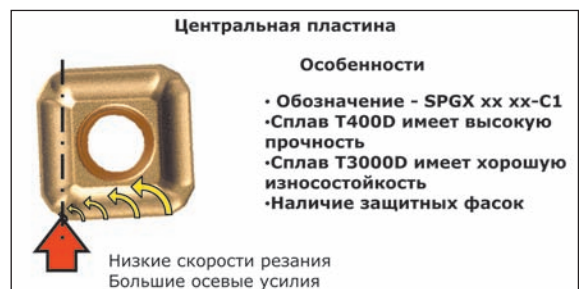 Центральная пластина
Особенности
• Обозначение - SPGX xx xx-C1
•Сплав T400D имеет высокую
прочность
•Сплав T3000D имеет хорошую
износостойкость
•Наличие защитных фасок
Низкие скорости резания
Большие осевые усилия